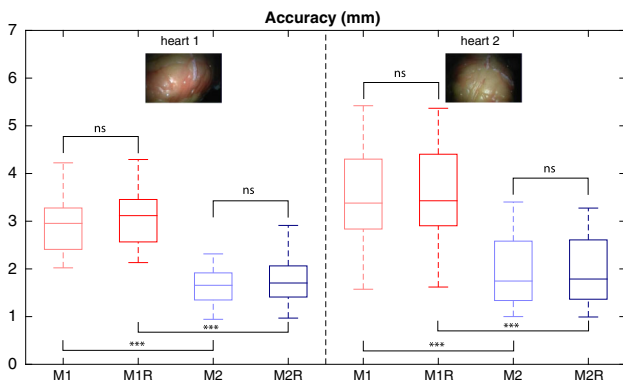 Accuracy (mm)
heart 1
heart 2
7
6
5
4
3
2
1
0
ns
ns
ns
ns
***
***
***
***
M1 M1R M2 M2R M1 M1R M2 M2R